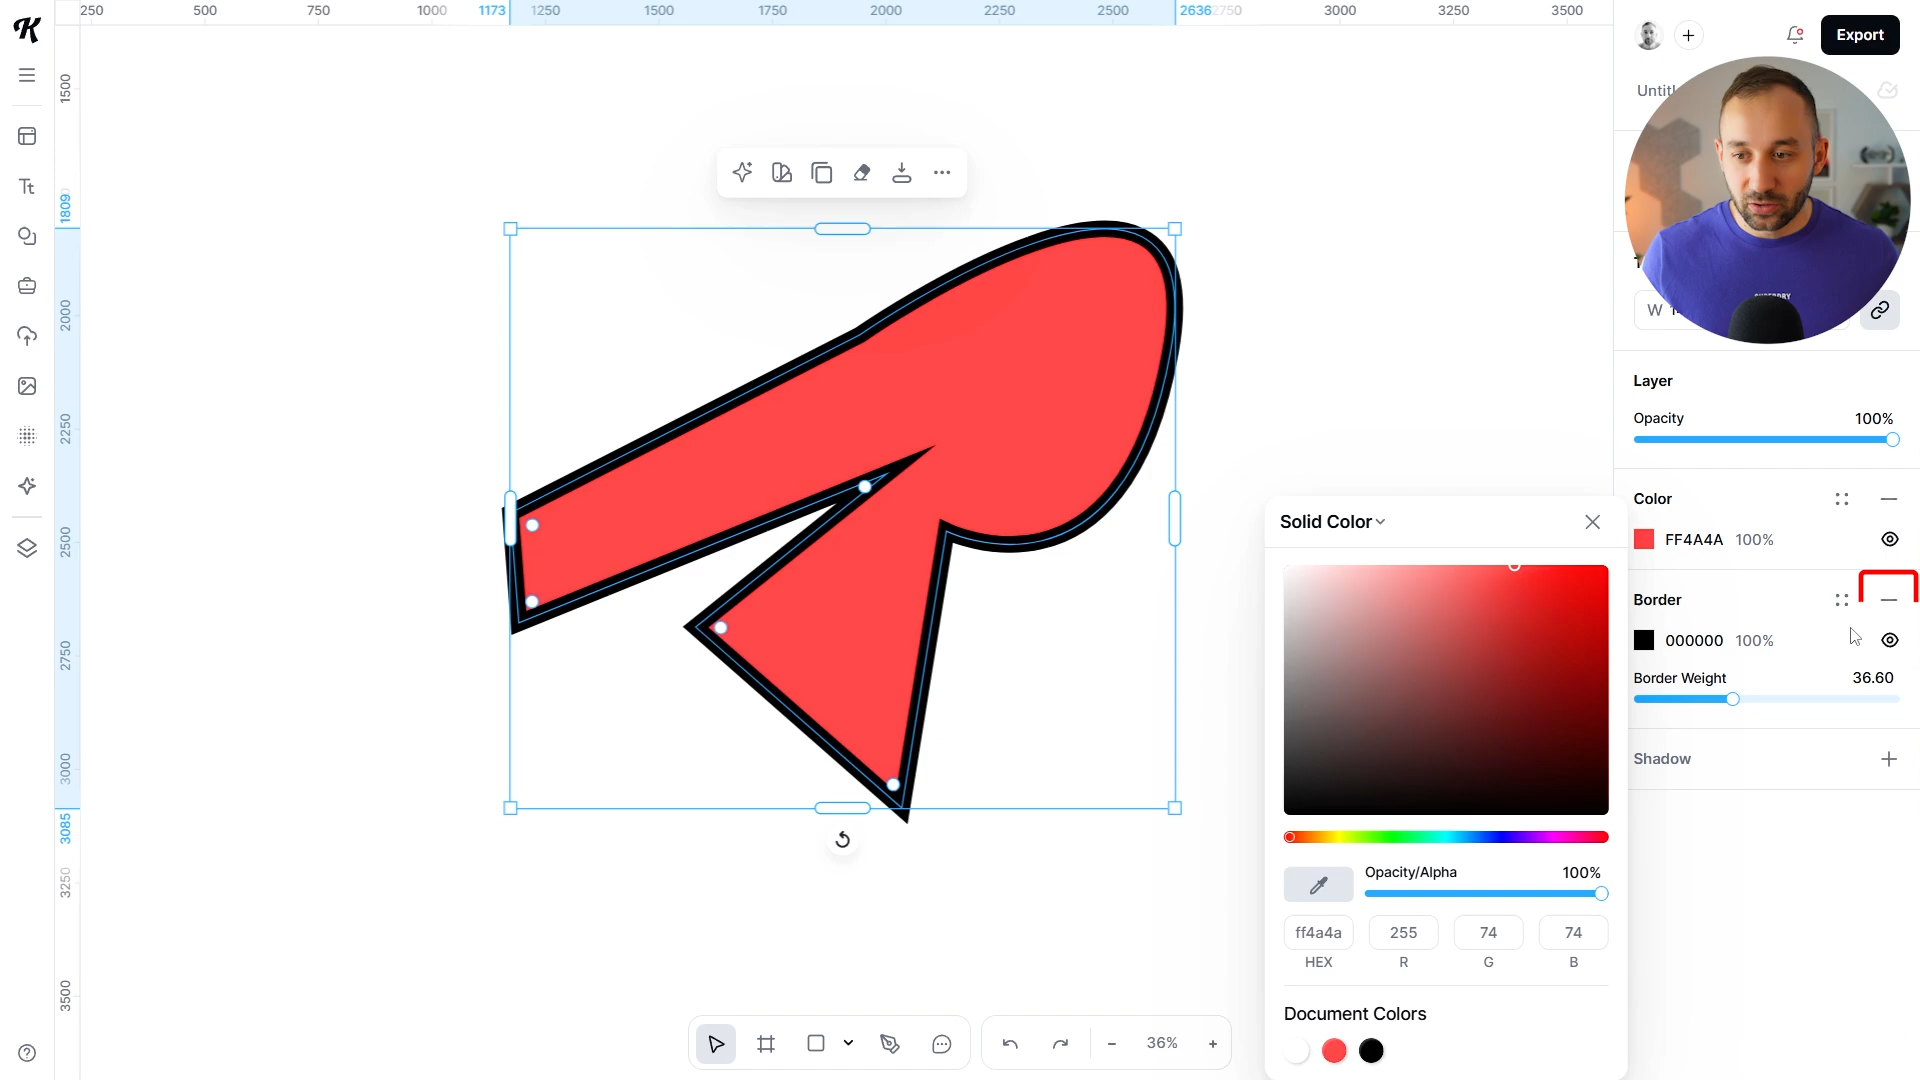 250 500 750 1000 1173 1250 1500 1750 2000 2250 2500 2636 2750 3000 3250 3500
Export
1500
Tt
1809
2000
2250
2500
2750
3000
3085
3250
3500
W
Layer
Opacity 100%
Color
FF4A4A 100%
Border
000000 100%
Border Weight 36.60
Shadow
Solid Color
Opacity/Alpha 100%
ff4a4a 255 74 74
HEX R G B
Document Colors
36%